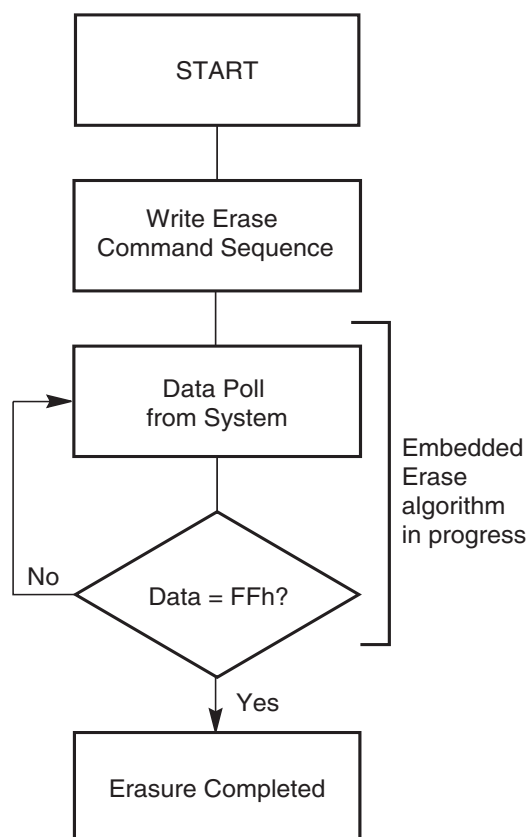 START
Write Erase
Command Sequence
Data Poll
from System
Embedded
Erase
algorithm
in progress
No
Data = FFh?
Yes
Erasure Completed